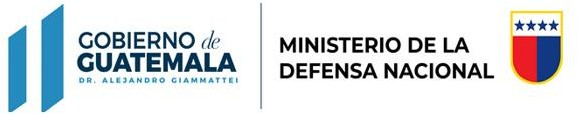 GOBIERNO de
GUATEMALA
DR. ALEJANDRO GIAMMATTEI
MINISTERIO DE LA
DEFENSA NACIONAL